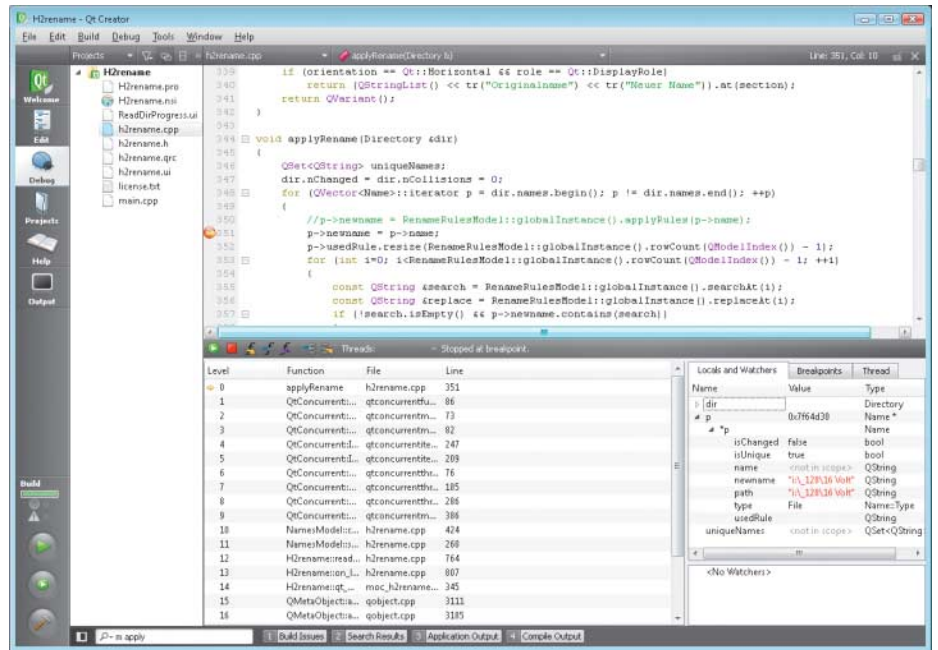 H2rename - Qt Creator
File Edit Build Debug Tools Window Help
Projects h2rename.cpp applyRename(Directory &) Line: 351, Col: 10
Welcome
Edit
Debug
Projects
Help
Output
H2rename
H2rename.pro
H2rename.nsi
ReadDirProgress.ui
h2rename.cpp
h2rename.h
h2rename.qrc
h2rename.ui
license.txt
main.cpp
339 if (orientation == Qt::Horizontal && role == Qt::DisplayRole)
340 return (QStringList() << tr("Originalname") << tr("Neuer Name")).at(section);
341 return QVariant();
342 }
343
344 void applyRename(Directory &dir)
345 {
346 QSet<QString> uniqueNames;
347 dir.nChanged = dir.nCollisions = 0;
348 for (QVector<Name>::iterator p = dir.names.begin(); p != dir.names.end(); ++p)
349 {
350 //p->newname = RenameRulesModel::globalInstance().applyRules(p->name);
351 p->newname = p->name;
352 p->usedRule.resize(RenameRulesModel::globalInstance().rowCount(QModelIndex()) - 1);
353 for (int i=0; i<RenameRulesModel::globalInstance().rowCount(QModelIndex()) - 1; ++i)
354 {
355 const QString &search = RenameRulesModel::globalInstance().searchAt(i);
356 const QString &replace = RenameRulesModel::globalInstance().replaceAt(i);
357 if (!search.isEmpty() && p->newname.contains(search))
Threads: Stopped at breakpoint.
Level Function File Line
0 applyRename h2rename.cpp 351
1 QtConcurrent::... qtconcurrentfu... 86
2 QtConcurrent::... qtconcurrentm... 73
3 QtConcurrent::... qtconcurrentm... 82
4 QtConcurrent::I... qtconcurrentite... 247
5 QtConcurrent::I... qtconcurrentite... 209
6 QtConcurrent::... qtconcurrentthr... 76
7 QtConcurrent::... qtconcurrentthr... 185
8 QtConcurrent::... qtconcurrentthr... 286
9 QtConcurrent::... qtconcurrentm... 386
10 NamesModel::r... h2rename.cpp 424
11 NamesModel::s... h2rename.cpp 268
12 H2rename::read... h2rename.cpp 764
13 H2rename::on_l... h2rename.cpp 807
14 H2rename::qt_... moc_h2rename... 345
15 QMetaObject::a... qobject.cpp 3111
16 QMetaObject::a... qobject.cpp 3185
Locals and Watchers Breakpoints Thread
Name Value Type
dir Directory
p 0x7f64d30 Name *
*p Name
isChanged false bool
isUnique true bool
name <not in scope> QString
newname "i:\_128\16 Volt" QString
path "i:\_128\16 Volt" QString
type File Name::Type
usedRule QString
uniqueNames <not in scope> QSet<QString
<No Watchers>
Build
m apply
1 Build Issues 2 Search Results 3 Application Output 4 Compile Output